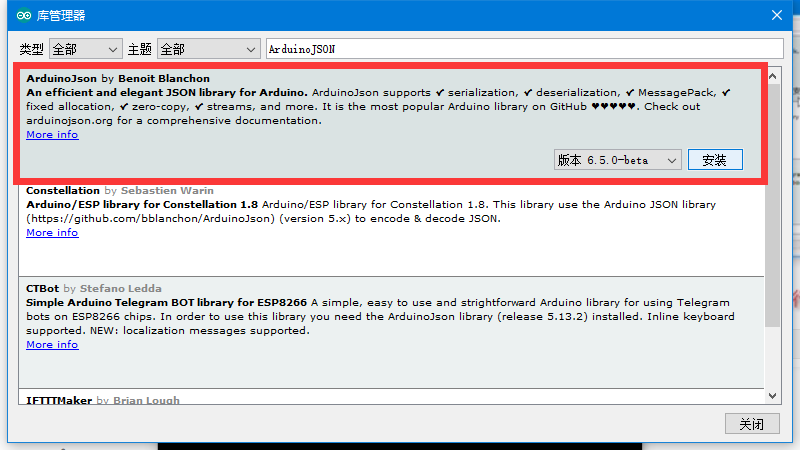 库管理器
类型 全部 主题 全部 ArduinoJSON
ArduinoJson by Benoit Blanchon
An efficient and elegant JSON library for Arduino. ArduinoJson supports ✔ serialization, ✔ deserialization, ✔ MessagePack, ✔
fixed allocation, ✔ zero-copy, ✔ streams, and more. It is the most popular Arduino library on GitHub ♥♥♥♥♥. Check out
arduinojson.org for a comprehensive documentation.
More info
版本 6.5.0-beta 安装
Constellation by Sebastien Warin
Arduino/ESP library for Constellation 1.8 Arduino/ESP library for Constellation 1.8. This library use the Arduino JSON library
(https://github.com/bblanchon/ArduinoJson) (version 5.x) to encode & decode JSON.
More info
CTBot by Stefano Ledda
Simple Arduino Telegram BOT library for ESP8266 A simple, easy to use and strightforward Arduino library for using Telegram
bots on ESP8266 chips. In order to use this library you need the ArduinoJson library (release 5.13.2) installed. Inline keyboard
supported. NEW: localization messages supported.
More info
IFTTTMaker by Brian Lough
关闭